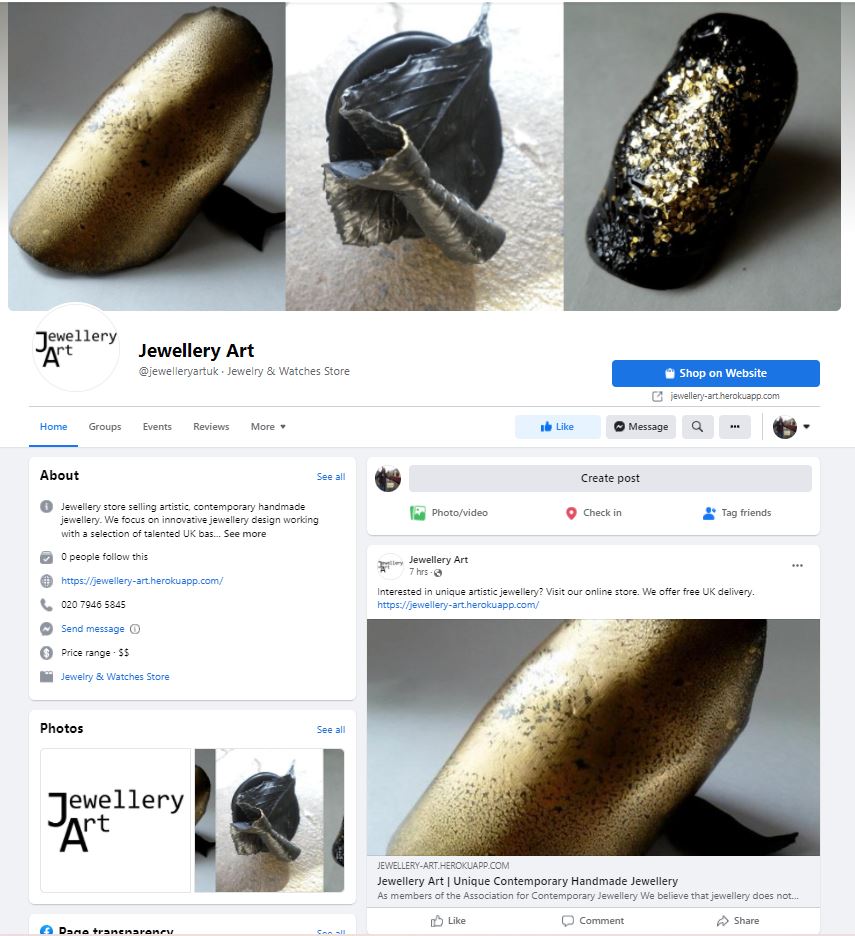 Jewellery
Art
Jewellery Art
@jewelleryartuk · Jewelry & Watches Store
Shop on Website
jewellery-art.herokuapp.com
Home Groups Events Reviews More
Like Message
About See all
Jewellery store selling artistic, contemporary handmade
jewellery. We focus on innovative jewellery design working
with a selection of talented UK bas... See more
0 people follow this
https://jewellery-art.herokuapp.com/
020 7946 5845
Send message
Price range · $$
Jewelry & Watches Store
Photos See all
Jewellery
Art
Page transparency See all
Create post
Photo/video Check in Tag friends
Jewellery
Art
Jewellery Art
7 hrs ·
Interested in unique artistic jewellery? Visit our online store. We offer free UK delivery.
https://jewellery-art.herokuapp.com/
JEWELLERY-ART.HEROKUAPP.COM
Jewellery Art | Unique Contemporary Handmade Jewellery
As members of the Association for Contemporary Jewellery We believe that jewellery does not...
Like Comment Share